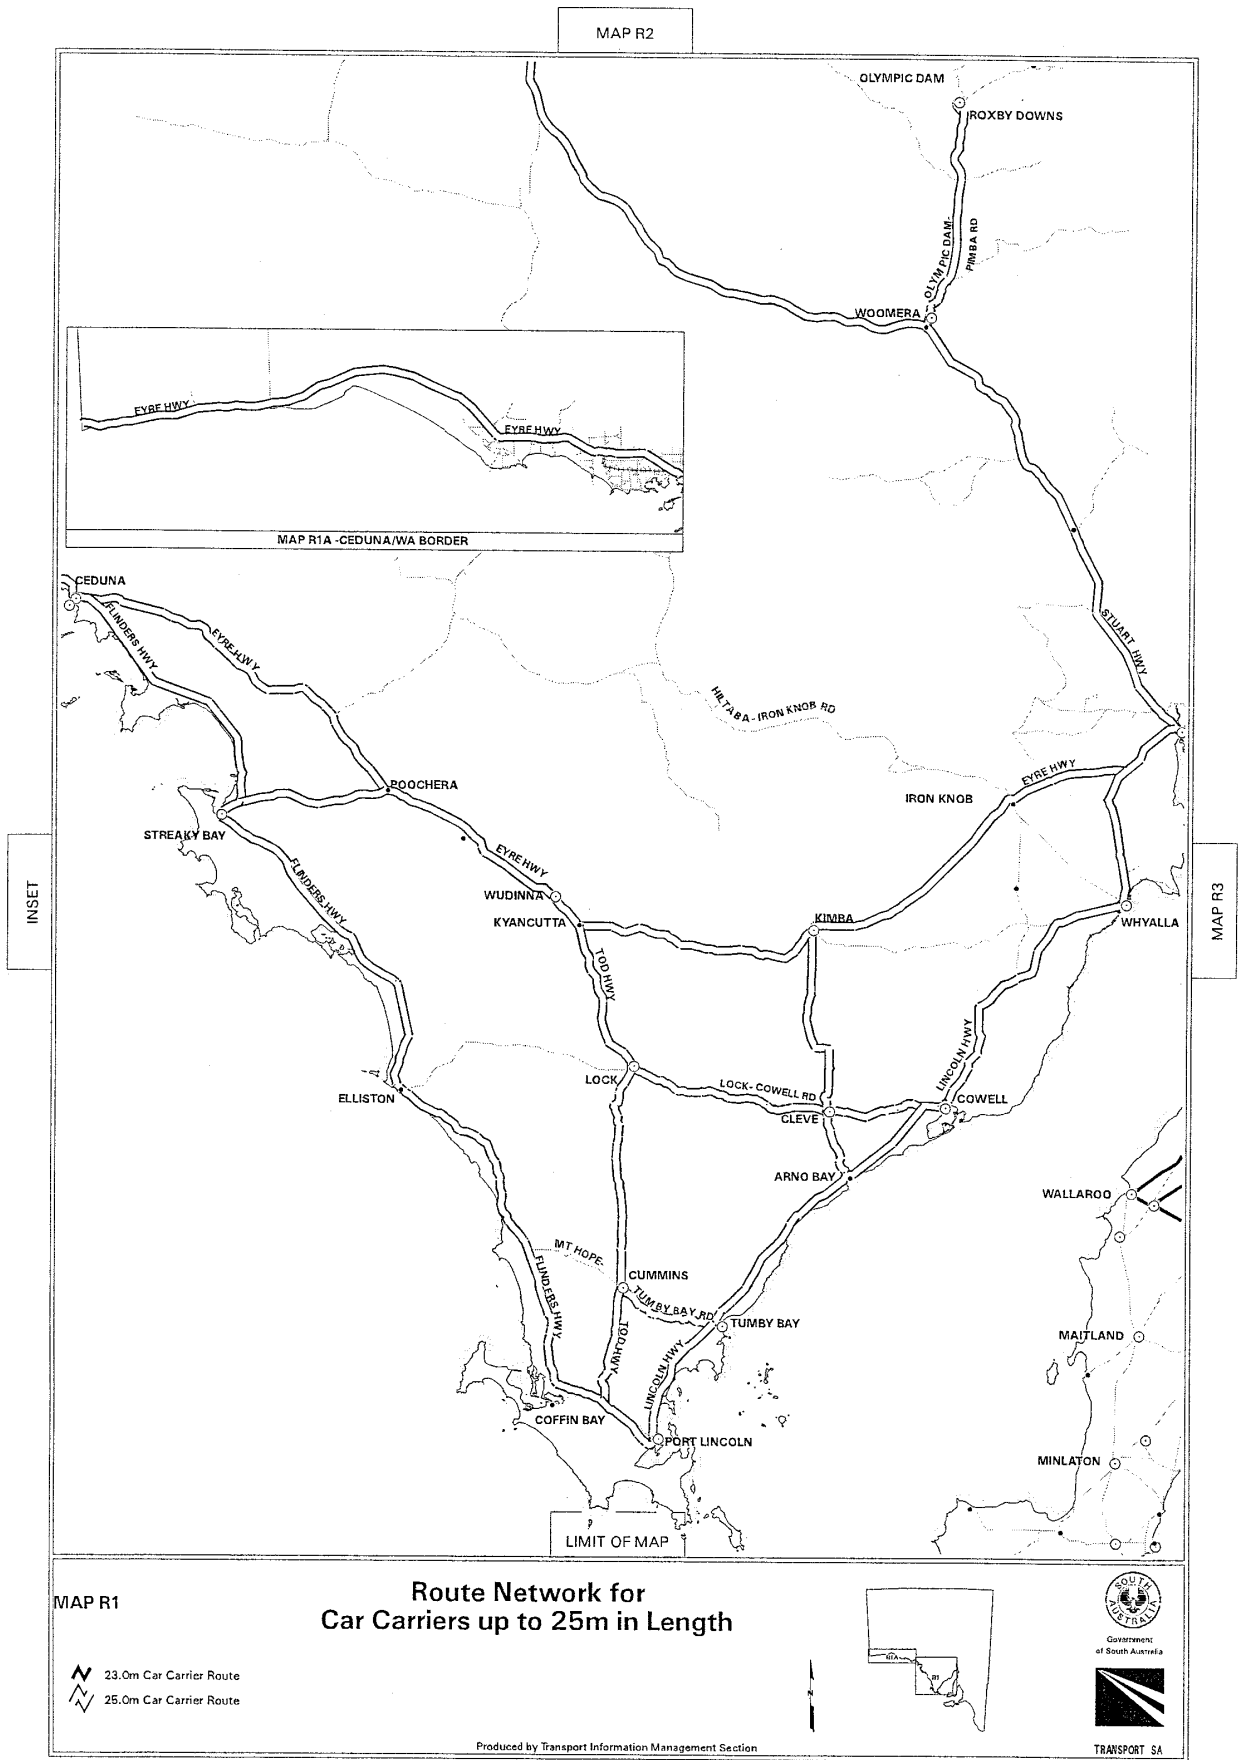 MAP R2
OLYMPIC DAM
ROXBY DOWNS
OLYMPIC DAM-
PIMBA RD
WOOMERA
EYRE HWY
EYRE HWY
MAP R1A -CEDUNA/WA BORDER
CEDUNA
FLINDERS HWY
EYRE HWY
STUART HWY
HILTABA-IRON KNOB RD
EYRE HWY
POOCHERA
IRON KNOB
STREAKY BAY
FLINDERS HWY
EYRE HWY
WUDINNA
KYANCUTTA
KIMBA
WHYALLA
INSET
MAP R3
TOD HWY
LINCOLN HWY
LOCK
LOCK-COWELL RD
ELLISTON
CLEVE
COWELL
ARNO BAY
WALLAROO
MT HOPE-
CUMMINS
FLINDERS HWY
TUMBY BAY RD
TUMBY BAY
TOD HWY
LINCOLN HWY
MAITLAND
COFFIN BAY
PORT LINCOLN
MINLATON
LIMIT OF MAP
MAP R1
Route Network for
Car Carriers up to 25m in Length
23.0m Car Carrier Route
25.0m Car Carrier Route
N
R1A
R1
SOUTH
AUSTRALIA
Government
of South Australia
TRANSPORT SA
Produced by Transport Information Management Section